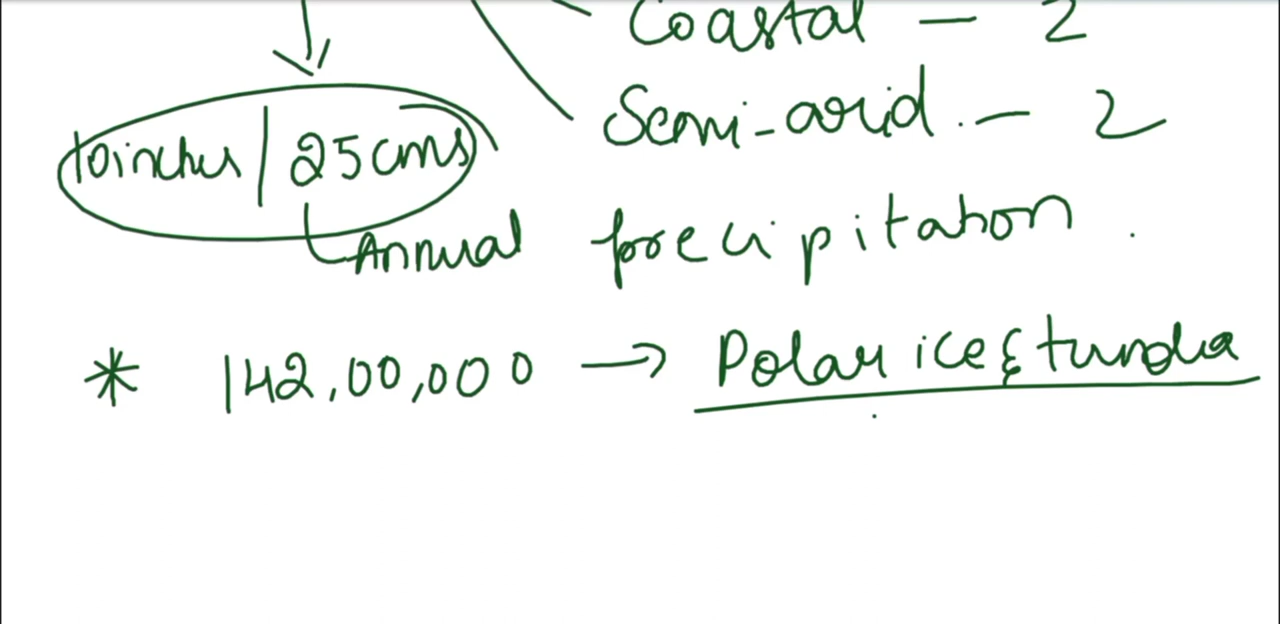 Coastal — 2
Semi-arid. — 2
10inches / 25cms
Annual precipitation.
* 142,00,000 → Polar ice & tundra